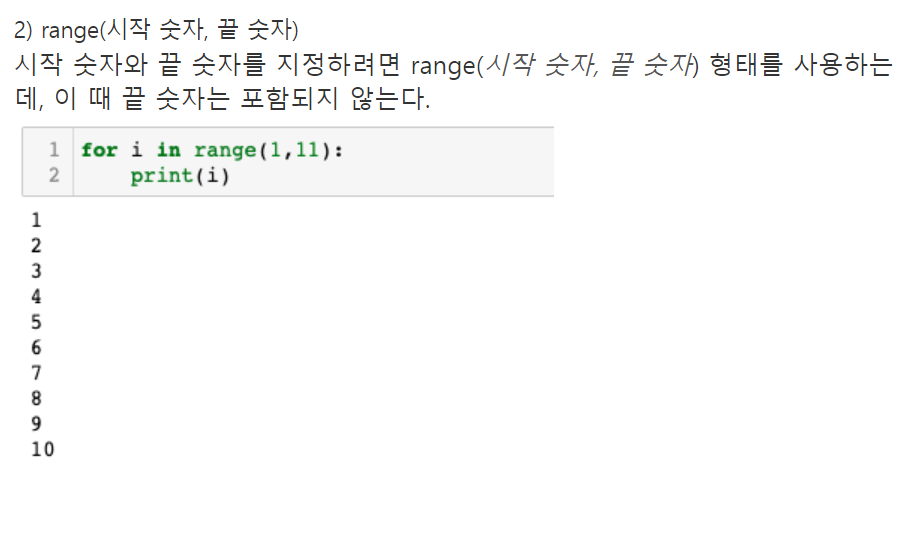 2) range(시작 숫자, 끝 숫자)
시작 숫자와 끝 숫자를 지정하려면 range(시작 숫자, 끝 숫자) 형태를 사용하는
데, 이 때 끝 숫자는 포함되지 않는다.
1 for i in range(1,11):
2     print(i)
1
2
3
4
5
6
7
8
9
10